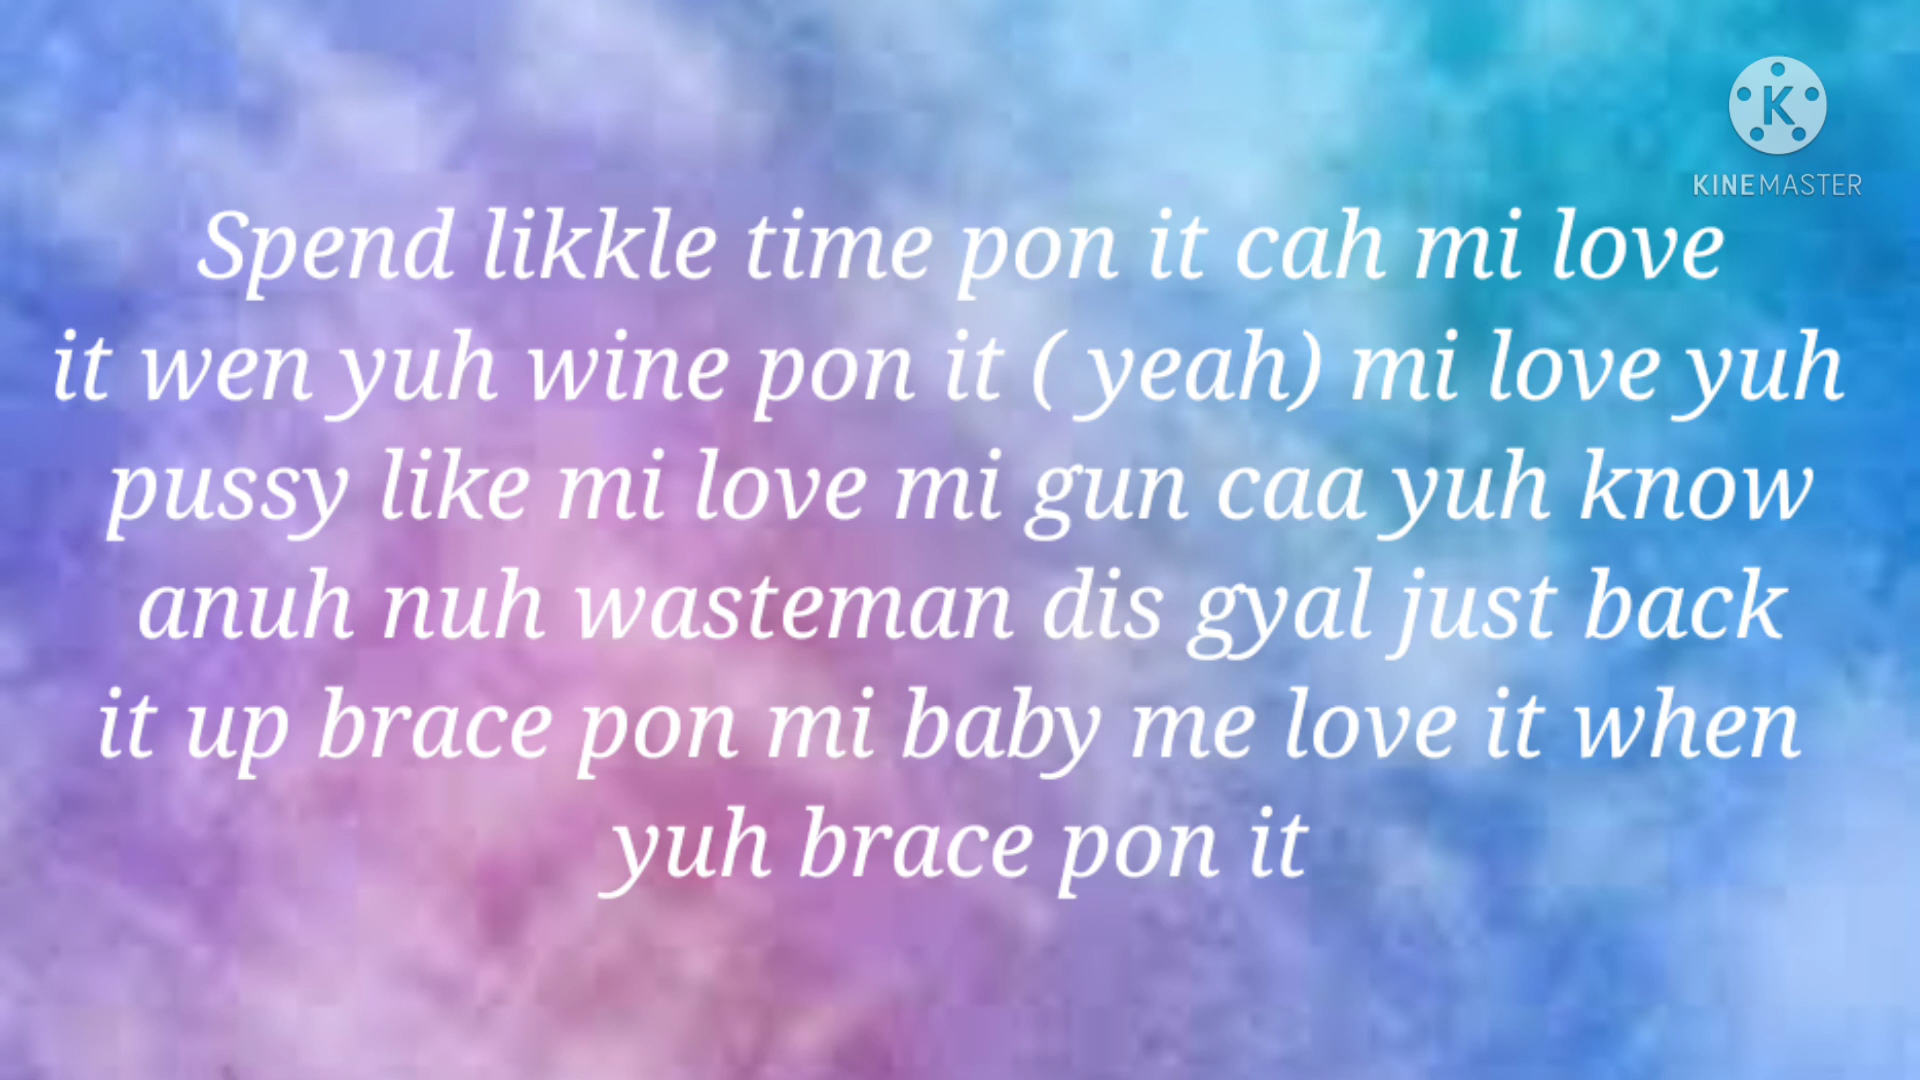 KINEMASTER
Spend likkle time pon it cah mi love
it wen yuh wine pon it ( yeah) mi love yuh
pussy like mi love mi gun caa yuh know
anuh nuh wasteman dis gyal just back
it up brace pon mi baby me love it when
yuh brace pon it